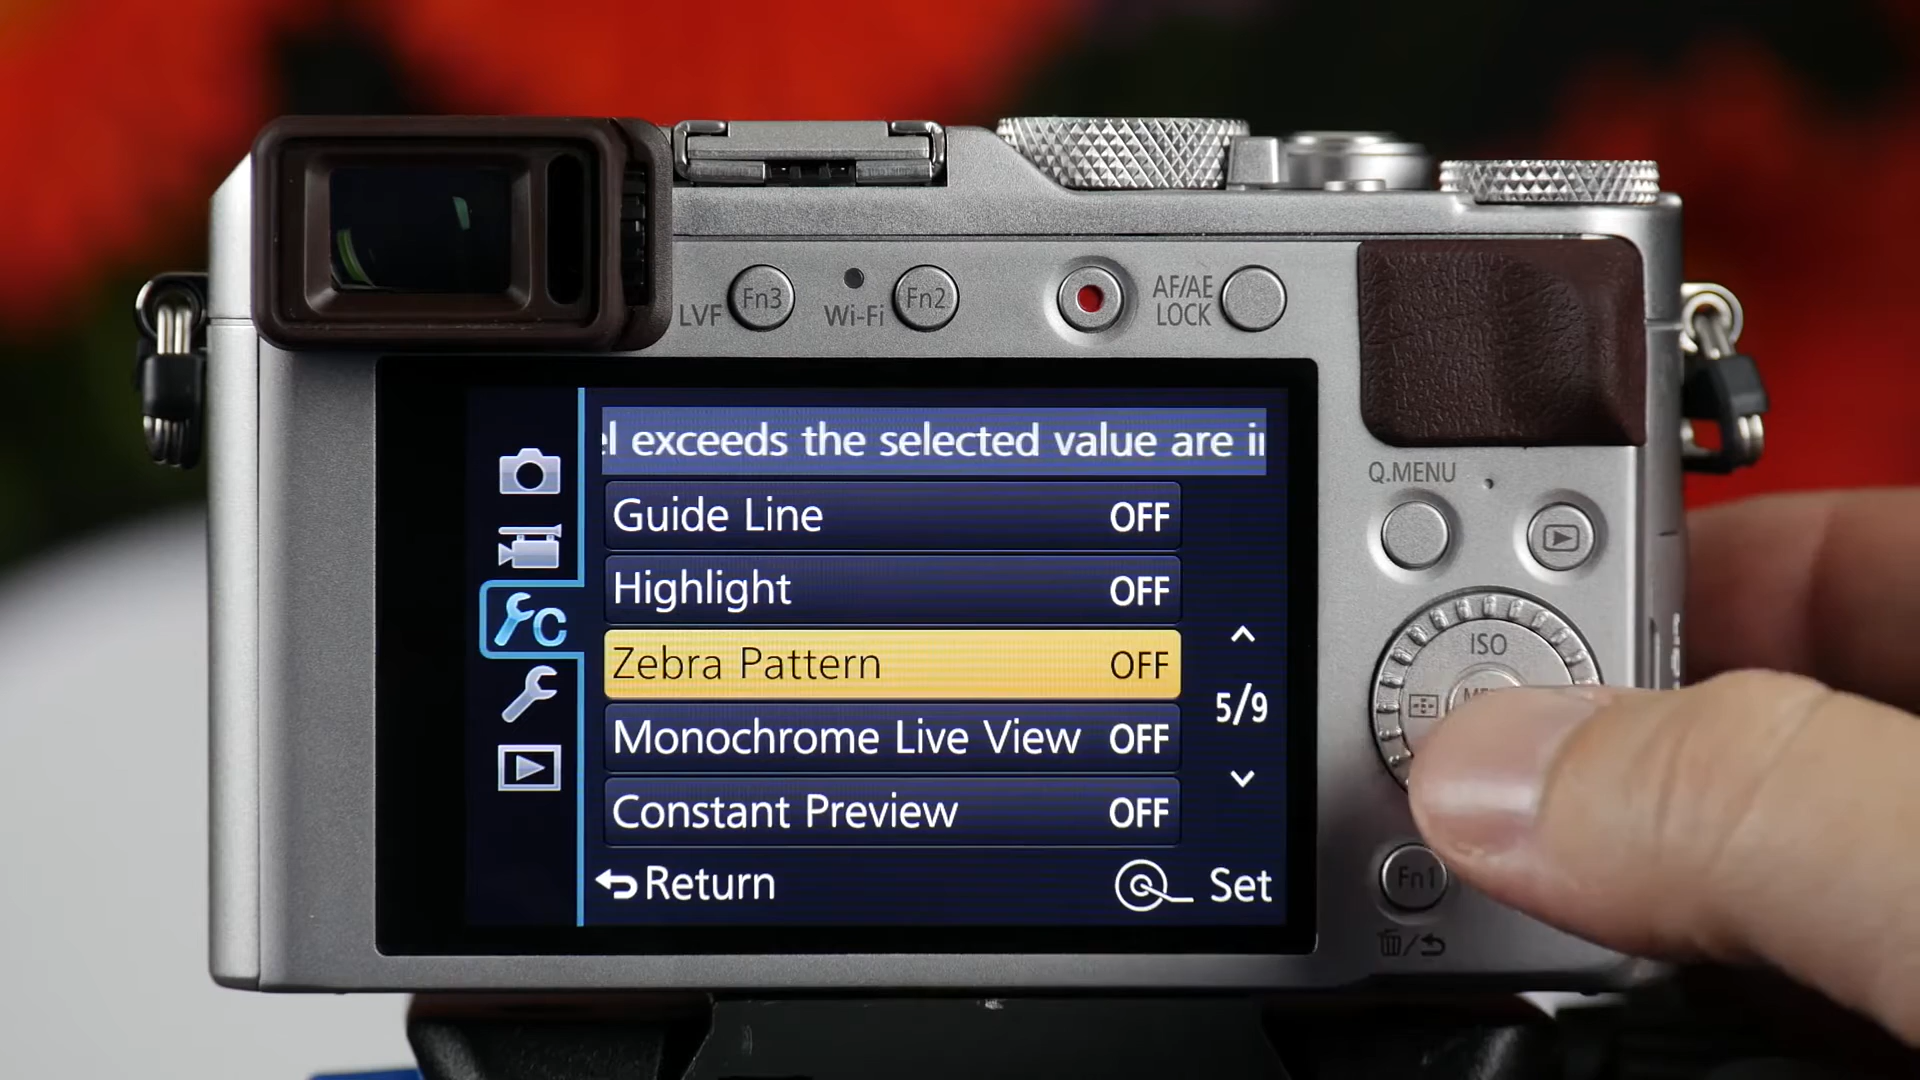 LVF
Fn3
Wi-Fi
Fn2
AF/AE
LOCK
Q.MENU
exceeds the selected value are
Guide Line OFF
Highlight OFF
Zebra Pattern OFF
Monochrome Live View OFF
Constant Preview OFF
5/9
Return
Set
C
ISO
Fn1